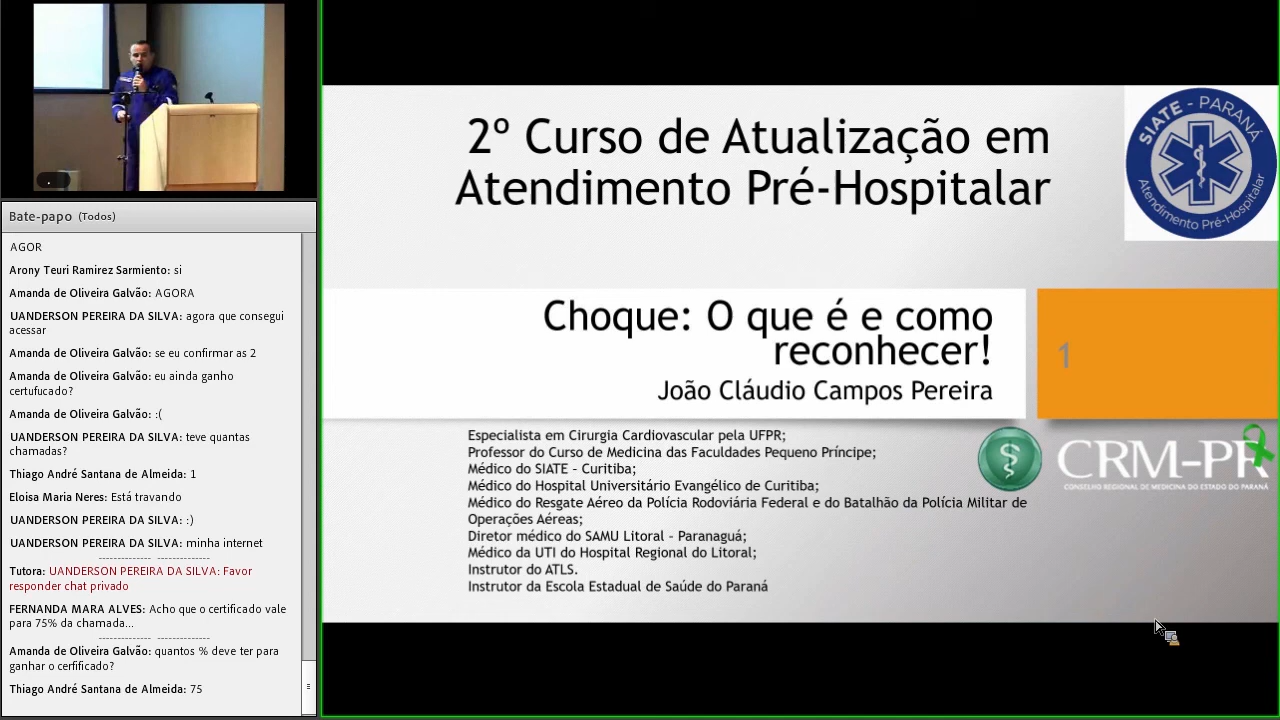 Bate-papo (Todos)
AGOR
Arony Teuri Ramirez Sarmiento: si
Amanda de Oliveira Galvão: AGORA
UANDERSON PEREIRA DA SILVA: agora que consegui
acessar
Amanda de Oliveira Galvão: se eu confirmar as 2
Amanda de Oliveira Galvão: eu ainda ganho
certufucado?
Amanda de Oliveira Galvão: :(
UANDERSON PEREIRA DA SILVA: teve quantas
chamadas?
Thiago André Santana de Almeida: 1
Eloisa Maria Neres: Está travando
UANDERSON PEREIRA DA SILVA: :)
UANDERSON PEREIRA DA SILVA: minha internet
Tutora: UANDERSON PEREIRA DA SILVA: Favor
responder chat privado
FERNANDA MARA ALVES: Acho que o certificado vale
para 75% da chamada...
Amanda de Oliveira Galvão: quantos % deve ter para
ganhar o cerfificado?
Thiago André Santana de Almeida: 75
2º Curso de Atualização em
Atendimento Pré-Hospitalar
SIATE - PARANÁ
Atendimento Pré-Hospitalar
Choque: O que é e como
reconhecer!
João Cláudio Campos Pereira
1
Especialista em Cirurgia Cardiovascular pela UFPR;
Professor do Curso de Medicina das Faculdades Pequeno Príncipe;
Médico do SIATE – Curitiba;
Médico do Hospital Universitário Evangélico de Curitiba;
Médico do Resgate Aéreo da Polícia Rodoviária Federal e do Batalhão da Polícia Militar de
Operações Aéreas;
Diretor médico do SAMU Litoral – Paranaguá;
Médico da UTI do Hospital Regional do Litoral;
Instrutor do ATLS.
Instrutor da Escola Estadual de Saúde do Paraná
CRM-PR
CONSELHO REGIONAL DE MEDICINA DO ESTADO DO PARANÁ